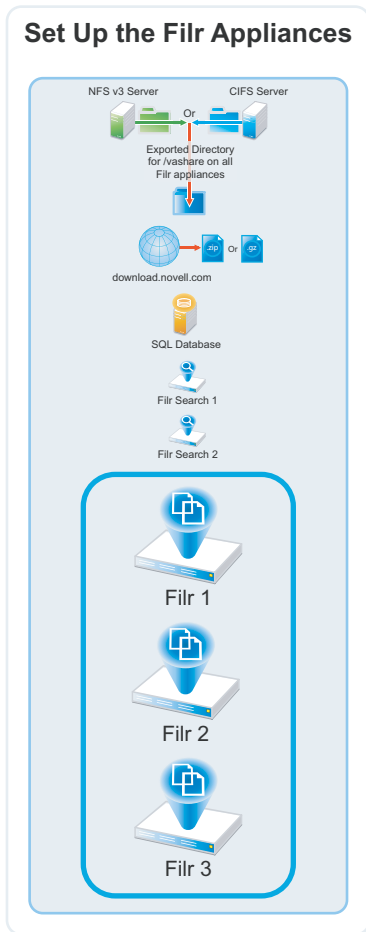 Set Up the Filr Appliances
NFS v3 Server
CIFS Server
Or
Exported Directory
for /vashare on all
Filr appliances
.zip Or .gz
download.novell.com
SQL Database
Filr Search 1
Filr Search 2
Filr 1
Filr 2
Filr 3